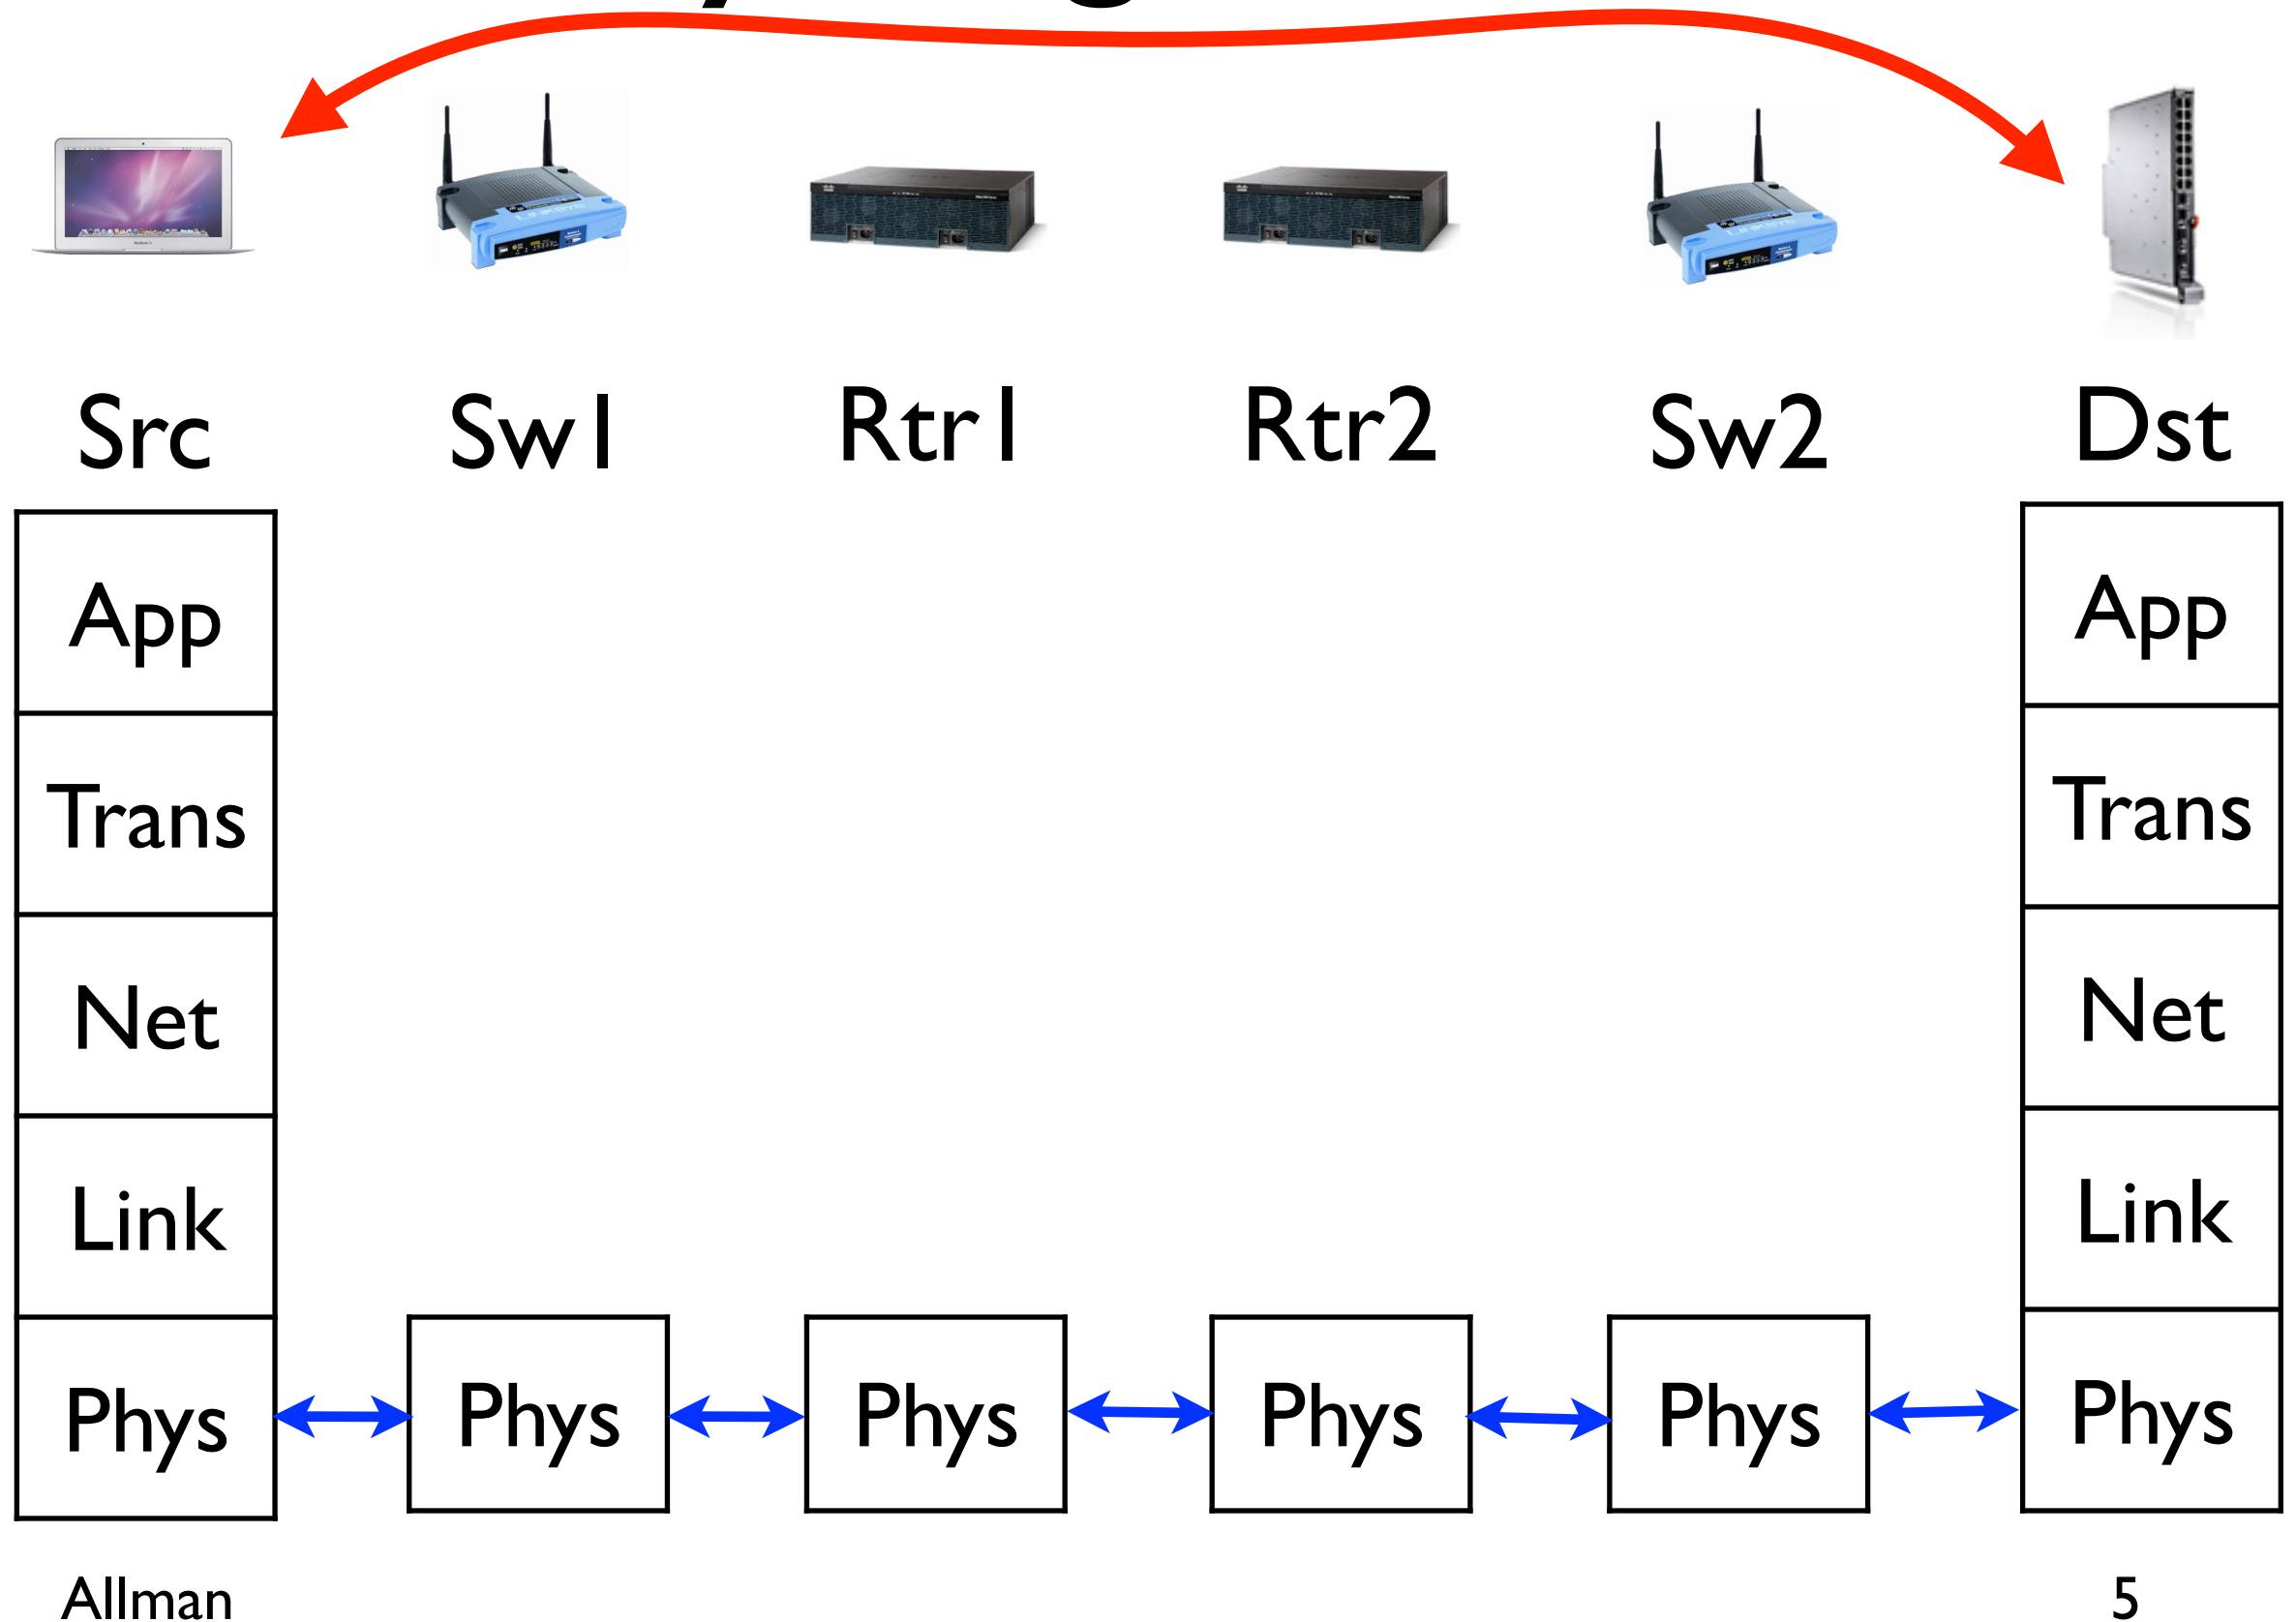 Src Sw1 Rtr1 Rtr2 Sw2 Dst
App App
Trans Trans
Net Net
Link Link
Phys Phys Phys Phys Phys Phys
Allman 5